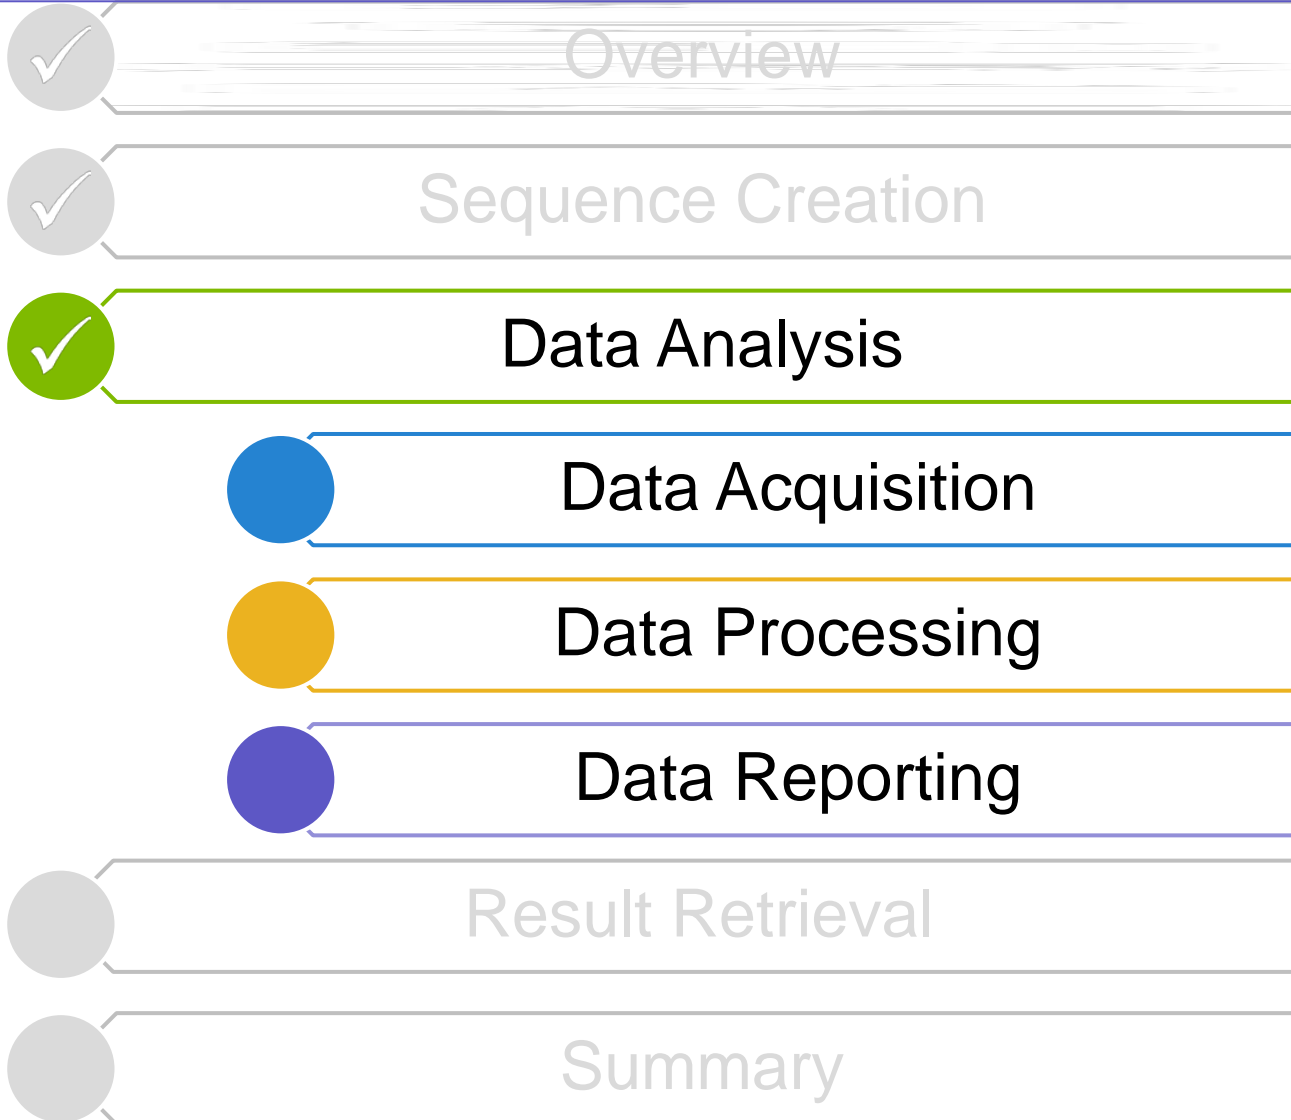 Overview
Sequence Creation
Data Analysis
Data Acquisition
Data Processing
Data Reporting
Result Retrieval
Summary